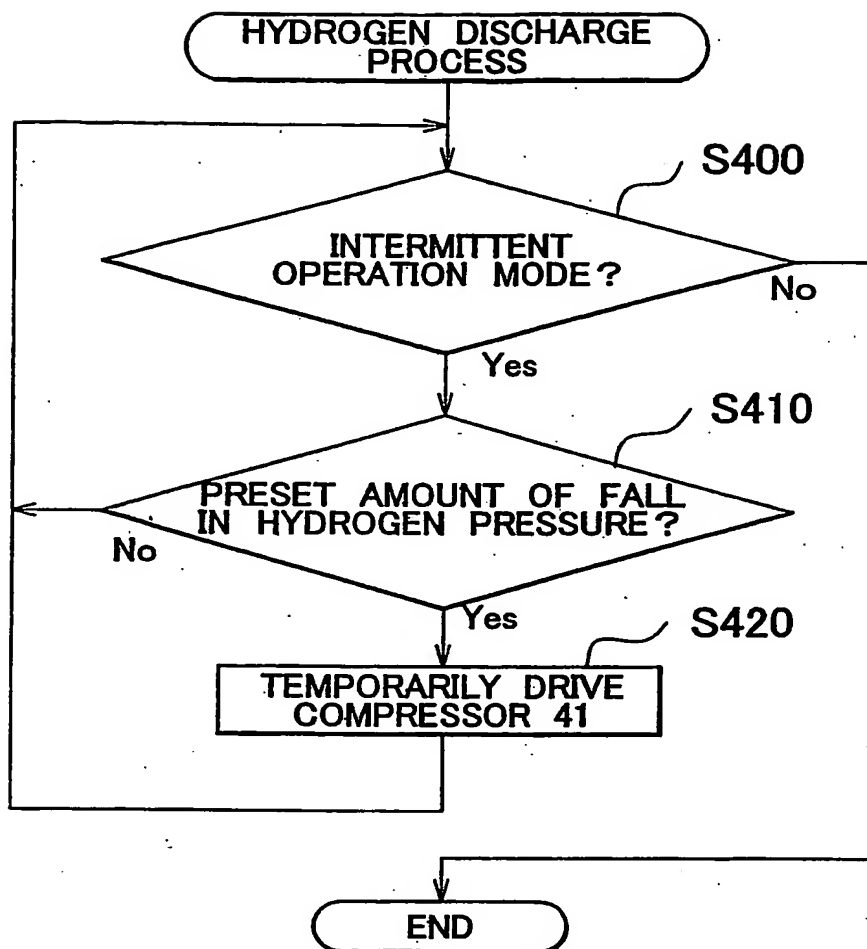 HYDROGEN DISCHARGE
PROCESS
S400
INTERMITTENT
OPERATION MODE?
No
Yes
S410
PRESET AMOUNT OF FALL
IN HYDROGEN PRESSURE?
No
Yes
S420
TEMPORARILY DRIVE
COMPRESSOR 41
END